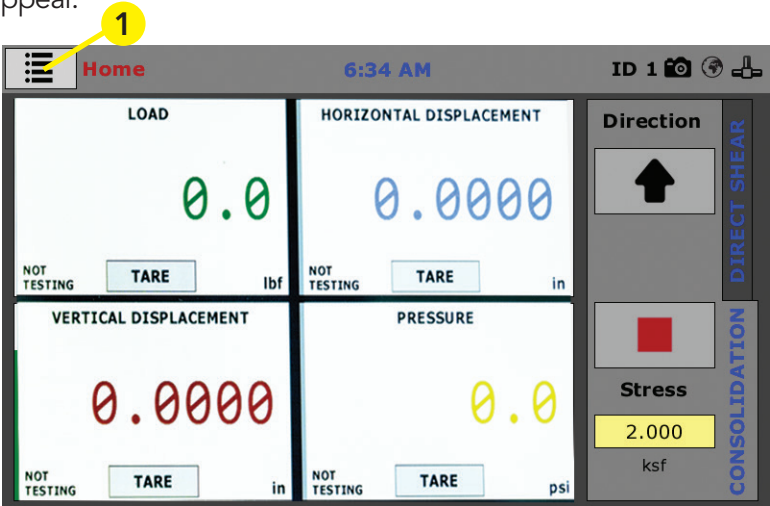 ppear.
1
Home 6:34 AM ID 1
LOAD
0.0
NOT
TESTING
TARE
lbf
HORIZONTAL DISPLACEMENT
0.0000
NOT
TESTING
TARE
in
VERTICAL DISPLACEMENT
0.0000
NOT
TESTING
TARE
in
PRESSURE
0.0
NOT
TESTING
TARE
psi
Direction
Stress
2.000
ksf
DIRECT SHEAR
CONSOLIDATION